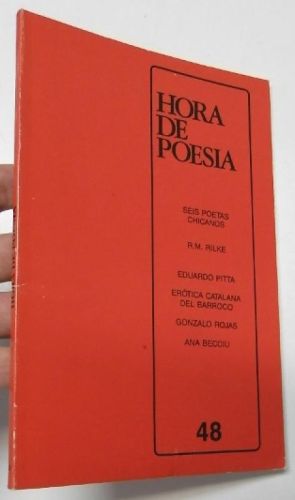 HORA
DE
POESIA
SEIS POETAS
CHICANOS
R.M. RILKE
EDUARDO PITTA
ERÓTICA CATALANA
DEL BARROCO
GONZALO ROJAS
ANA BECCIU
48